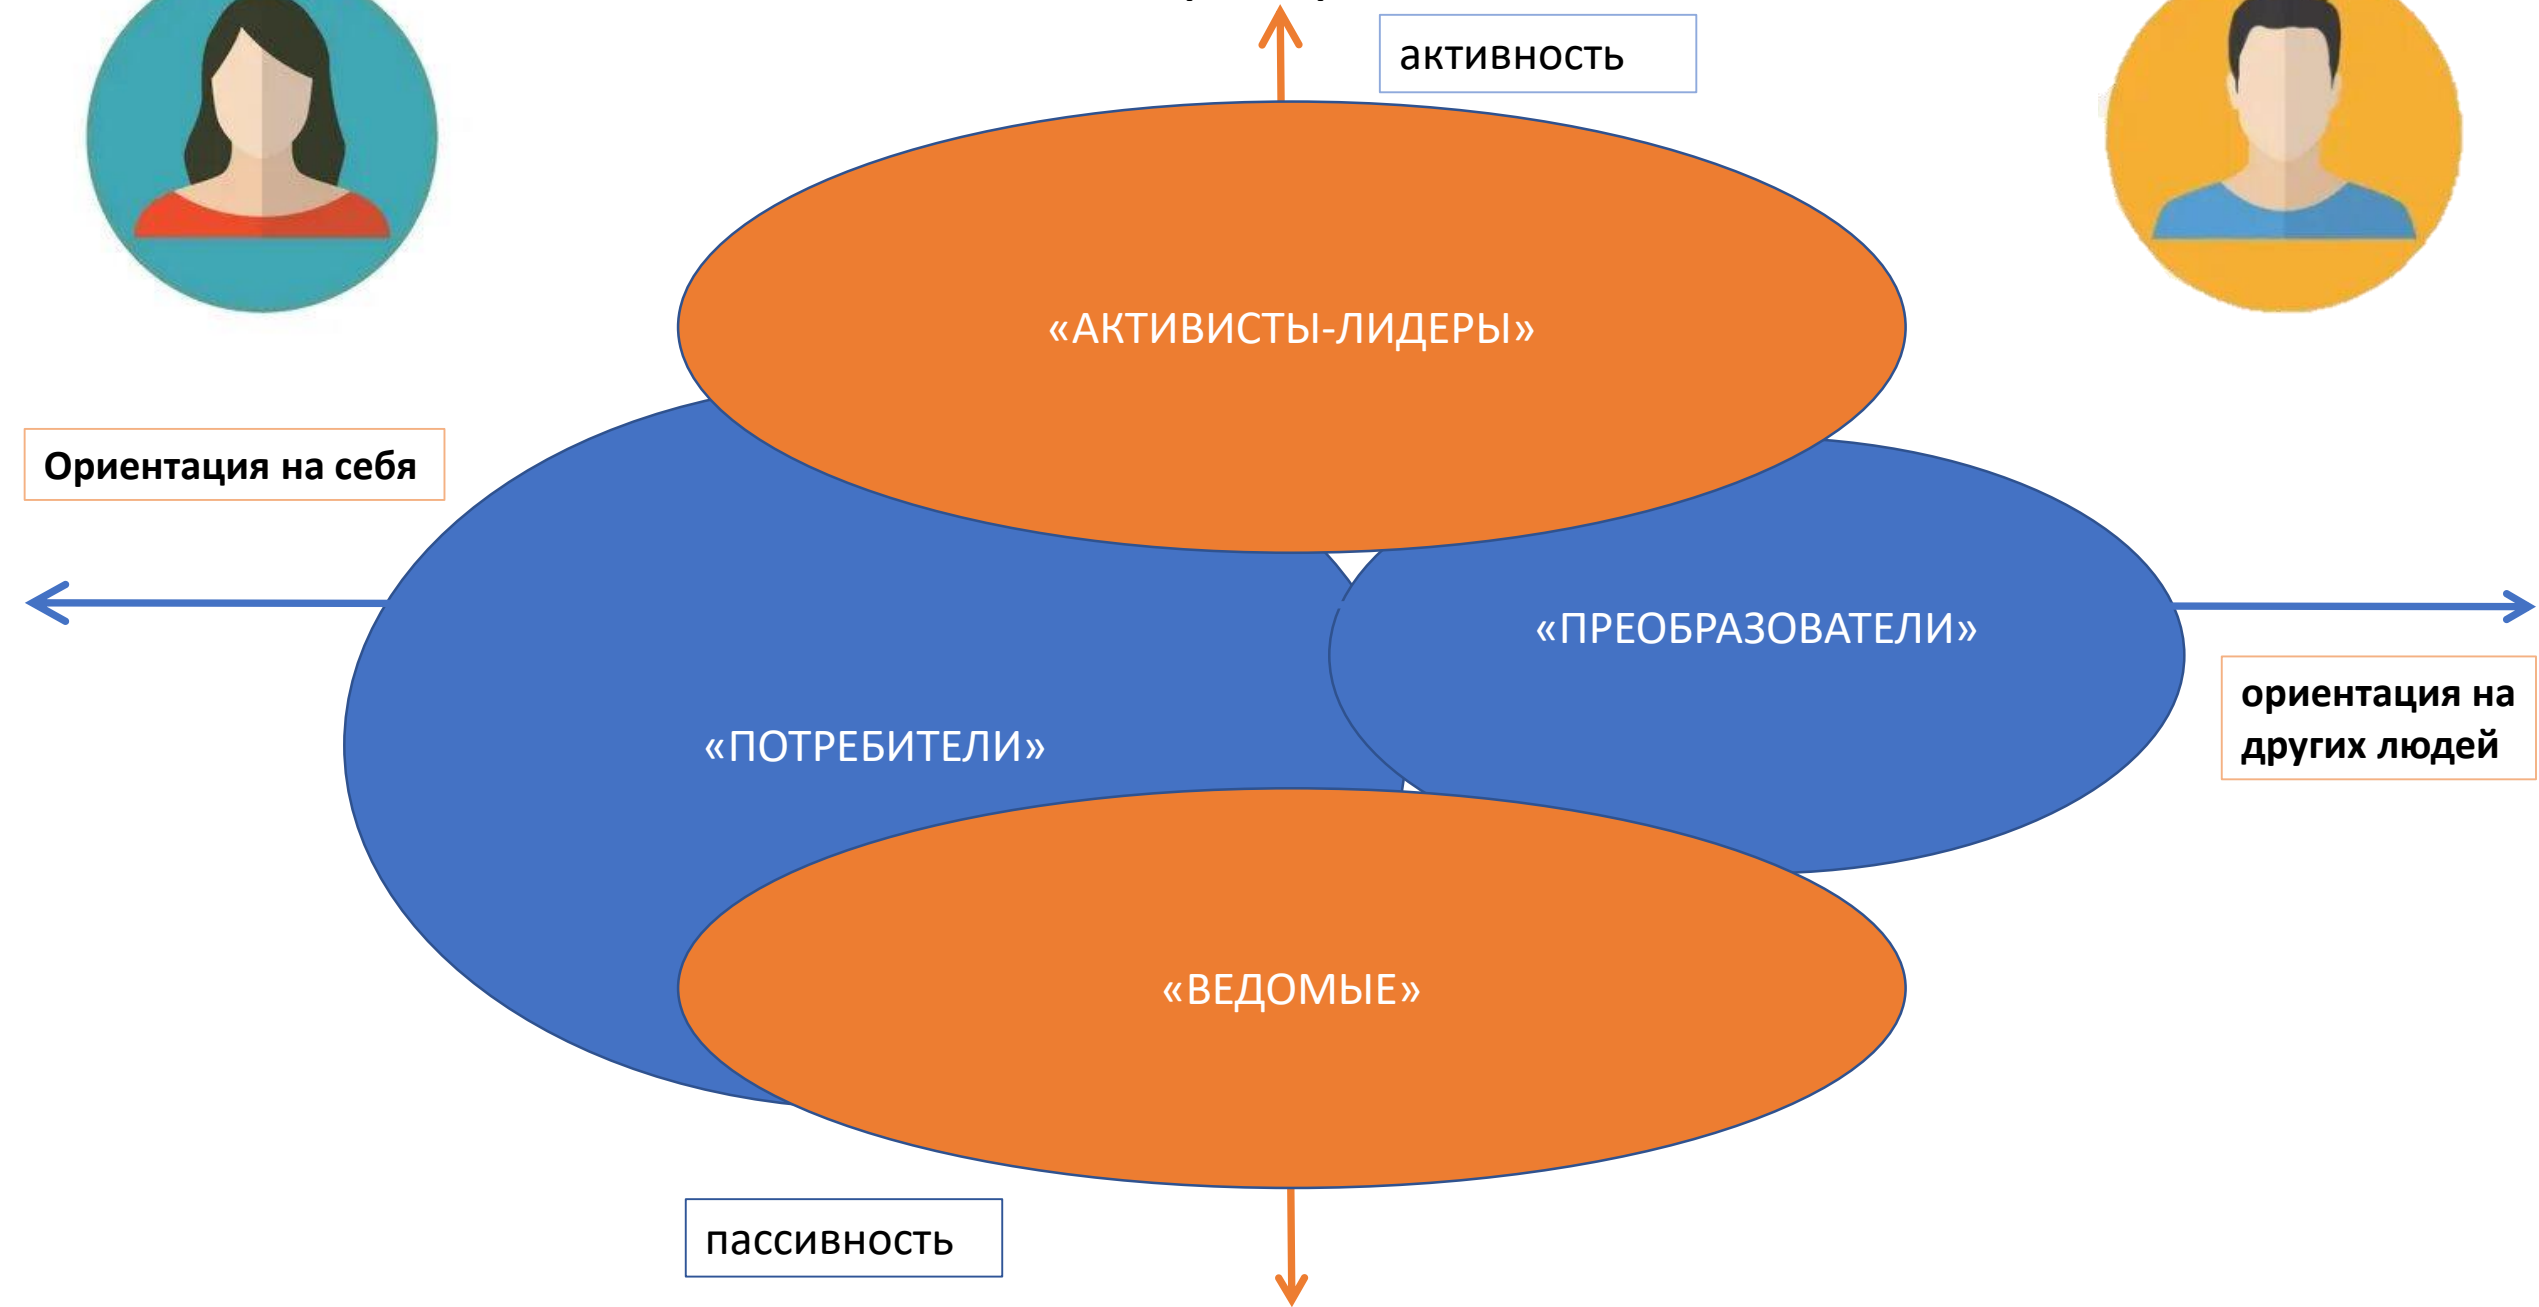 активность
«АКТИВИСТЫ-ЛИДЕРЫ»
Ориентация на себя
«ПРЕОБРАЗОВАТЕЛИ»
ориентация на
других людей
«ПОТРЕБИТЕЛИ»
«ВЕДОМЫЕ»
пассивность